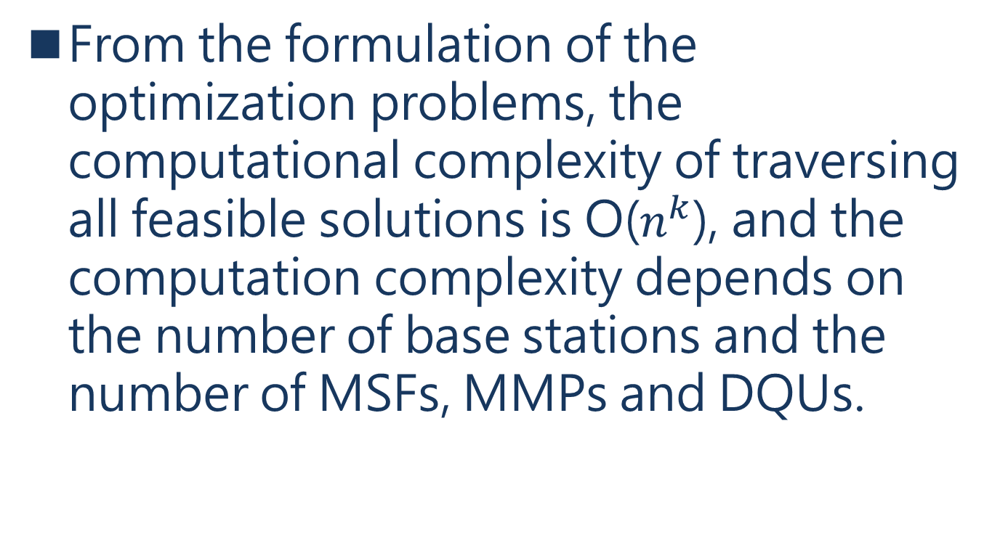 ■ From the formulation of the
optimization problems, the
computational complexity of traversing
all feasible solutions is O(n^k), and the
computation complexity depends on
the number of base stations and the
number of MSFs, MMPs and DQUs.